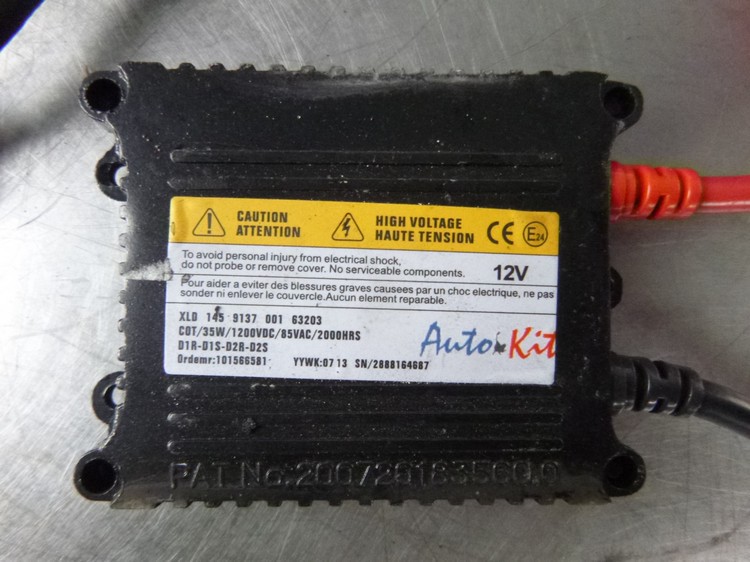 CAUTION
ATTENTION
HIGH VOLTAGE
HAUTE TENSION
CE E24
To avoid personal injury from electrical shock,
do not probe or remove cover. No serviceable components.
12V
Pour aider a eviter des blessures graves causees par un choc electrique, ne pas
sonder ni enlever le couvercle.Aucun element reparable.
XLD 145 9137 001 63203
COT/35W/1200VDC/85VAC/2000HRS
D1R-D1S-D2R-D2S
Ordemr:101566581 YYWK:07 13 SN/2888164687
Auto Kit
PAT.No.200720183560.0